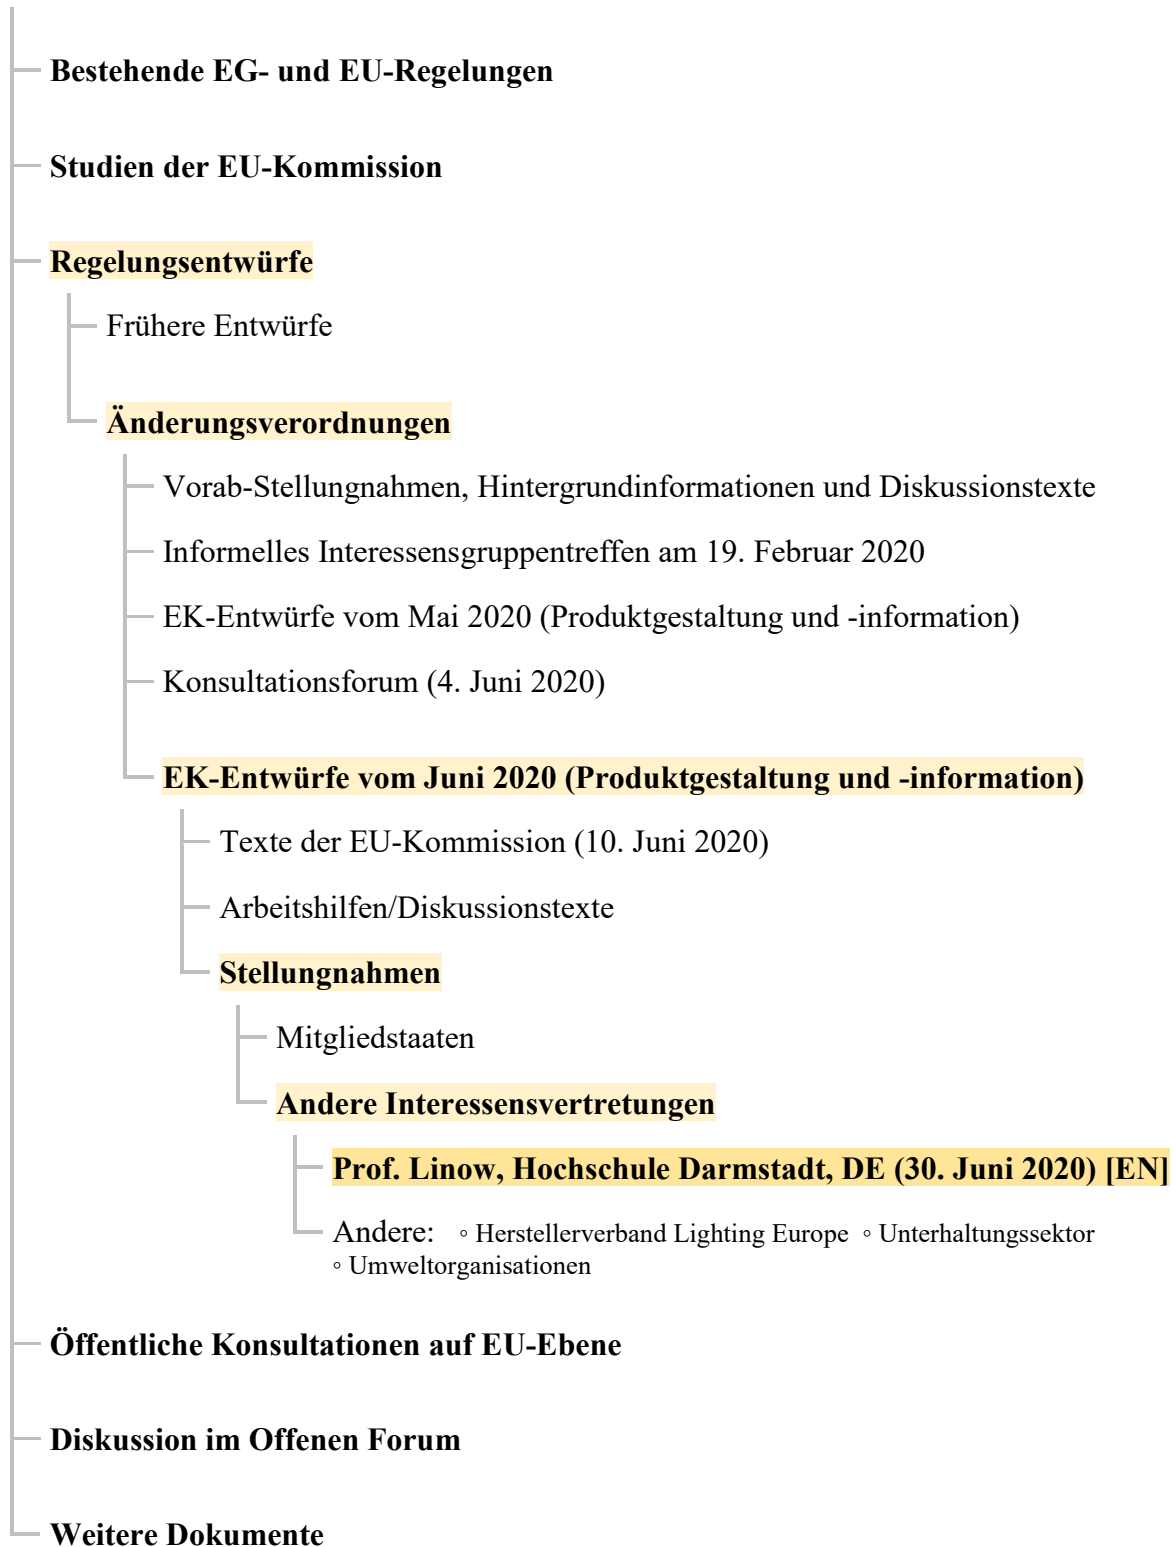 Bestehende EG- und EU-Regelungen
Studien der EU-Kommission
Regelungsentwürfe
Frühere Entwürfe
Änderungsverordnungen
Vorab-Stellungnahmen, Hintergrundinformationen und Diskussionstexte
Informelles Interessensgruppentreffen am 19. Februar 2020
EK-Entwürfe vom Mai 2020 (Produktgestaltung und -information)
Konsultationsforum (4. Juni 2020)
EK-Entwürfe vom Juni 2020 (Produktgestaltung und -information)
Texte der EU-Kommission (10. Juni 2020)
Arbeitshilfen/Diskussionstexte
Stellungnahmen
Mitgliedstaaten
Andere Interessensvertretungen
Prof. Linow, Hochschule Darmstadt, DE (30. Juni 2020) [EN]
Andere: ◦ Herstellerverband Lighting Europe ◦ Unterhaltungssektor
◦ Umweltorganisationen
Öffentliche Konsultationen auf EU-Ebene
Diskussion im Offenen Forum
Weitere Dokumente